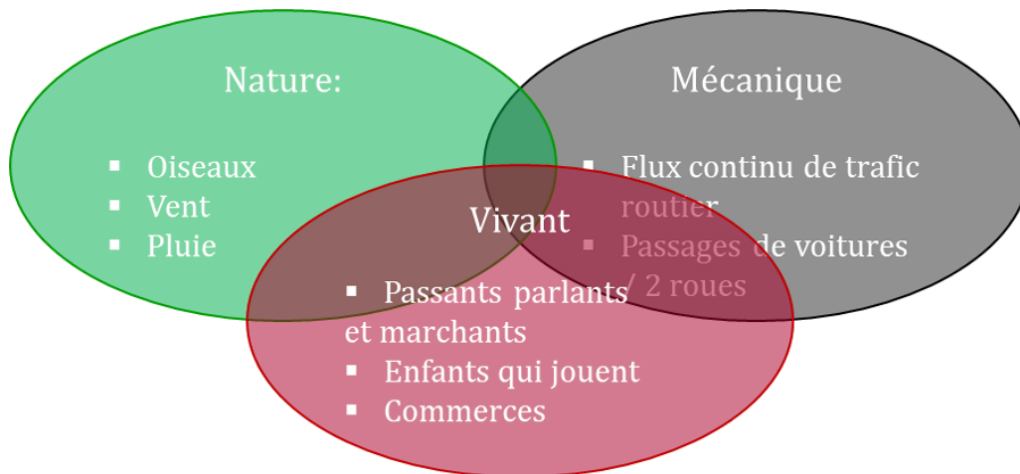 Nature:
▪ Oiseaux
▪ Vent
▪ Pluie
Mécanique
▪ Flux continu de trafic
routier
▪ Passages de voitures
/ 2 roues
Vivant
▪ Passants parlants
et marchants
▪ Enfants qui jouent
▪ Commerces